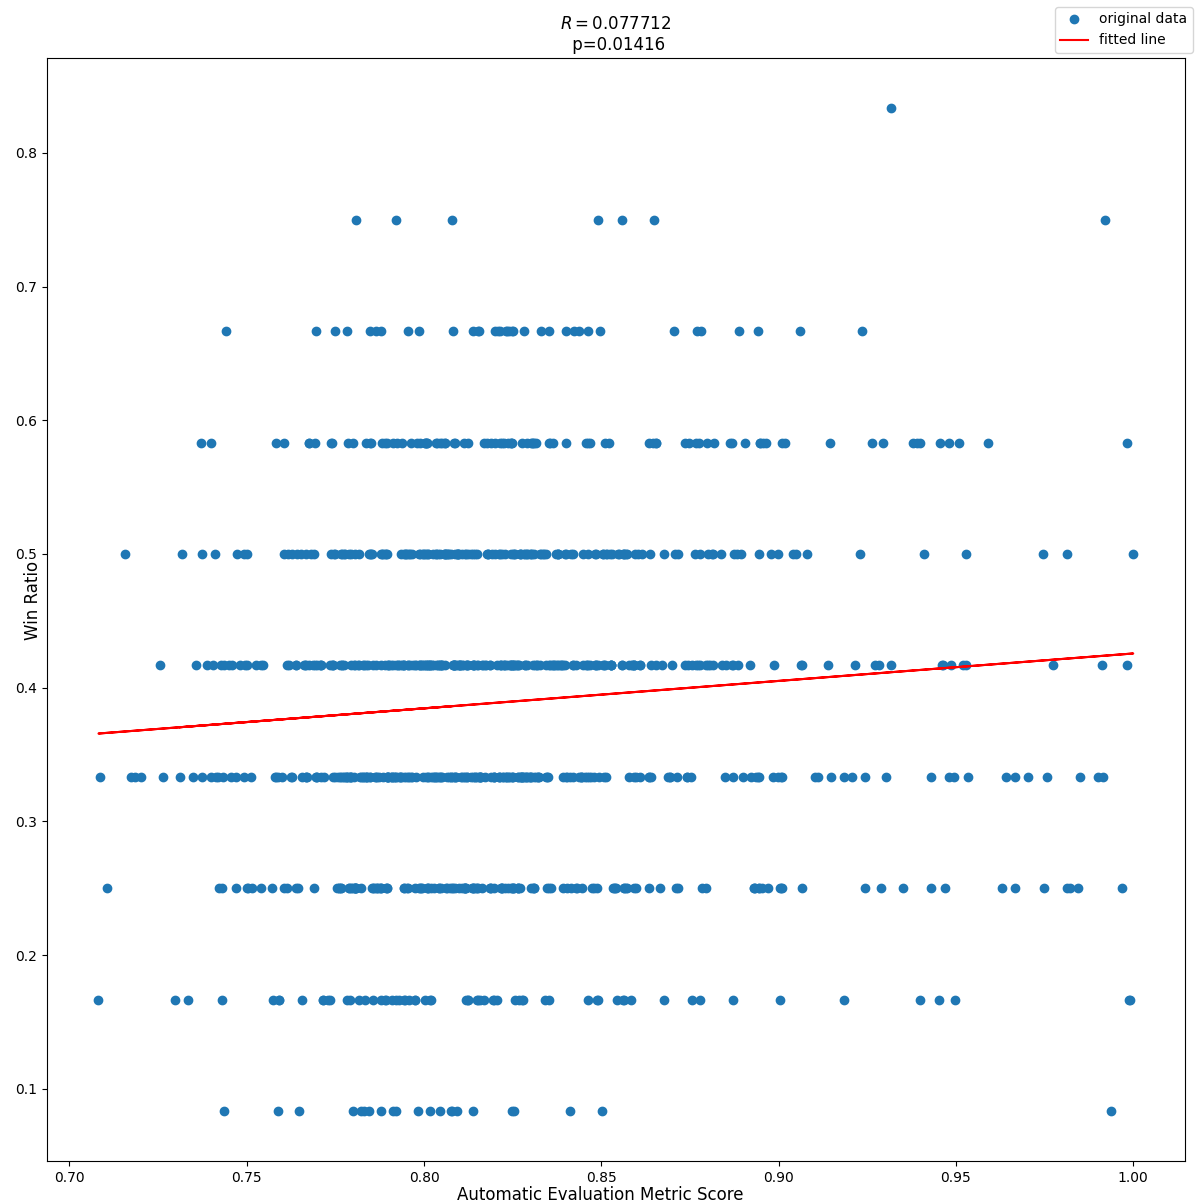 R = 0.077712
p=0.01416
original data
fitted line
Win Ratio
0.8
0.7
0.6
0.5
0.4
0.3
0.2
0.1
0.70 0.75 0.80 0.85 0.90 0.95 1.00
Automatic Evaluation Metric Score